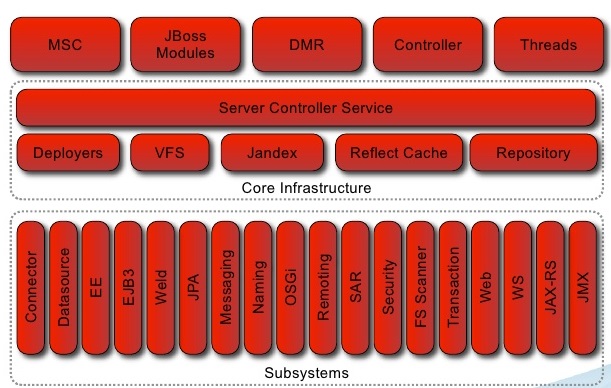 MSC
JBoss
Modules
DMR
Controller
Threads
Server Controller Service
Deployers
VFS
Jandex
Reflect Cache
Repository
Core Infrastructure
Connector
Datasource
EE
EJB3
Weld
JPA
Messaging
Naming
OSGi
Remoting
SAR
Security
FS Scanner
Transaction
Web
WS
JAX-RS
JMX
Subsystems